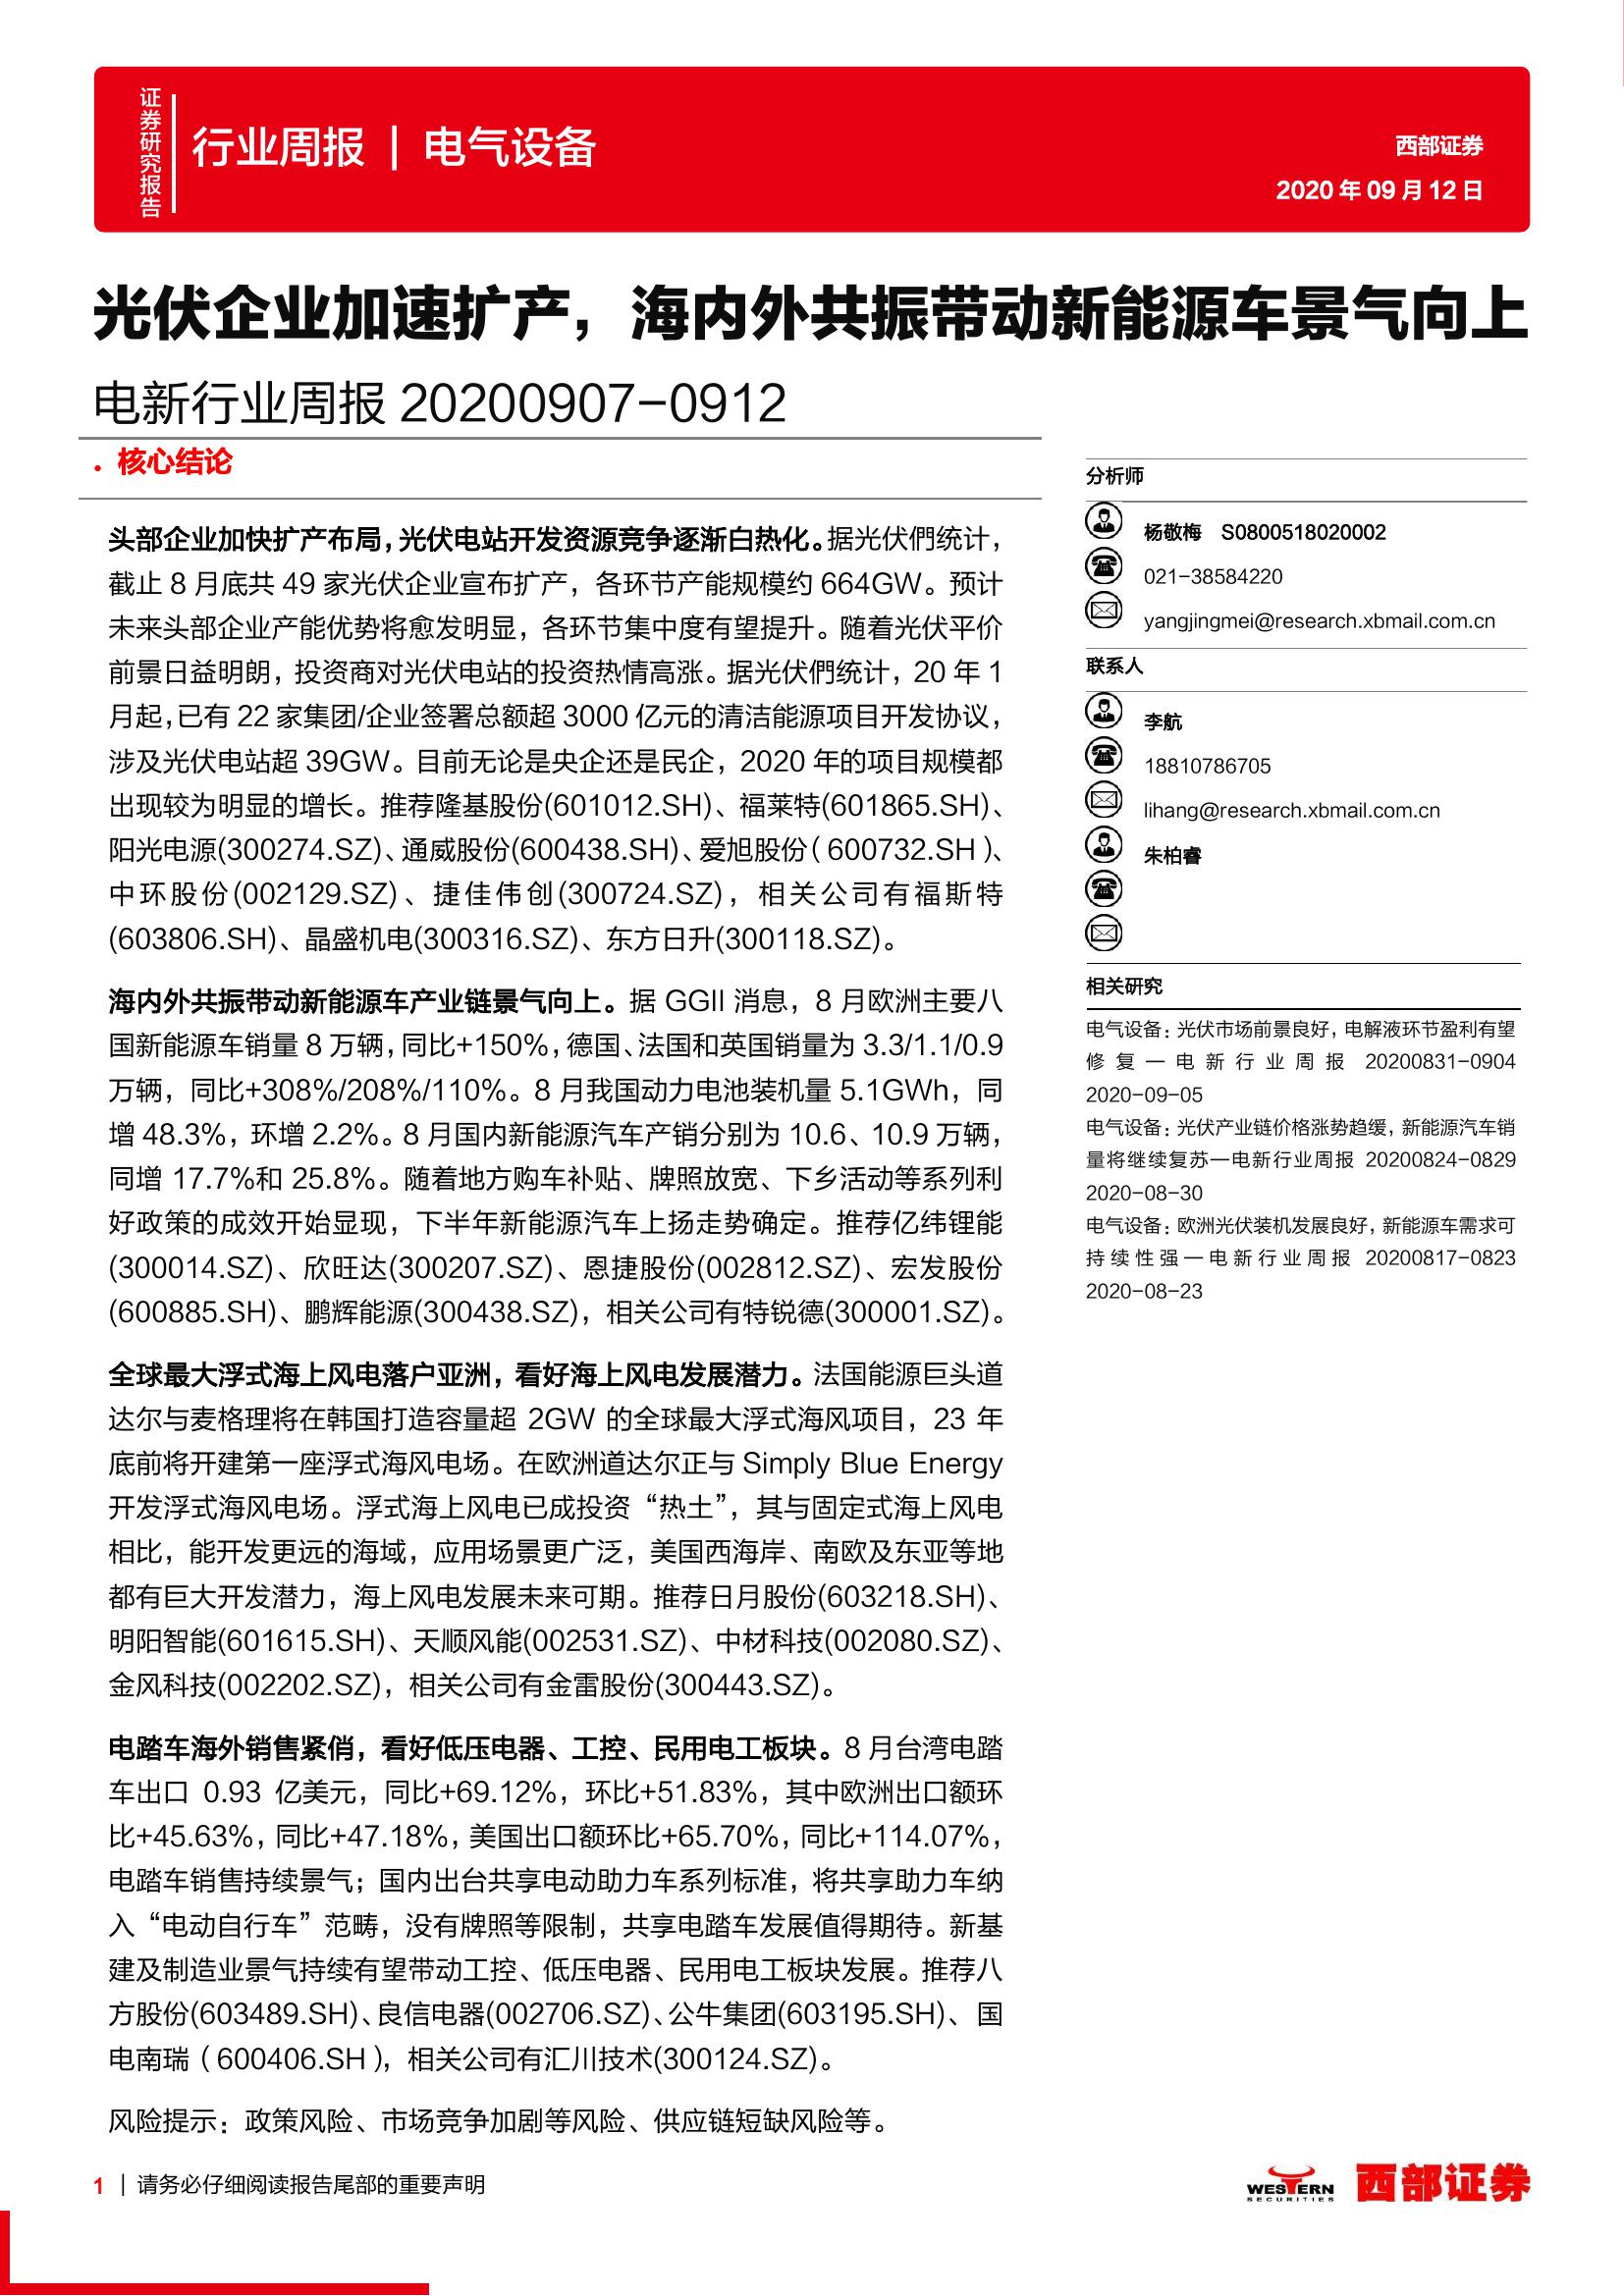 证券研究报告
行业周报 | 电气设备
西部证券
2020 年 09 月 12 日
光伏企业加速扩产，海内外共振带动新能源车景气向上
电新行业周报 20200907-0912
• 核心结论
头部企业加快扩产布局，光伏电站开发资源竞争逐渐白热化。据光伏們统计，
截止 8 月底共 49 家光伏企业宣布扩产，各环节产能规模约 664GW。预计
未来头部企业产能优势将愈发明显，各环节集中度有望提升。随着光伏平价
前景日益明朗，投资商对光伏电站的投资热情高涨。据光伏們统计，20 年 1
月起，已有 22 家集团/企业签署总额超 3000 亿元的清洁能源项目开发协议，
涉及光伏电站超 39GW。目前无论是央企还是民企，2020 年的项目规模都
出现较为明显的增长。推荐隆基股份(601012.SH)、福莱特(601865.SH)、
阳光电源(300274.SZ)、通威股份(600438.SH)、爱旭股份（600732.SH）、
中环股份(002129.SZ)、捷佳伟创(300724.SZ)，相关公司有福斯特
(603806.SH)、晶盛机电(300316.SZ)、东方日升(300118.SZ)。
海内外共振带动新能源车产业链景气向上。据 GGII 消息，8 月欧洲主要八
国新能源车销量 8 万辆，同比+150%，德国、法国和英国销量为 3.3/1.1/0.9
万辆，同比+308%/208%/110%。8 月我国动力电池装机量 5.1GWh，同
增 48.3%，环增 2.2%。8 月国内新能源汽车产销分别为 10.6、10.9 万辆，
同增 17.7%和 25.8%。随着地方购车补贴、牌照放宽、下乡活动等系列利
好政策的成效开始显现，下半年新能源汽车上扬走势确定。推荐亿纬锂能
(300014.SZ)、欣旺达(300207.SZ)、恩捷股份(002812.SZ)、宏发股份
(600885.SH)、鹏辉能源(300438.SZ)，相关公司有特锐德(300001.SZ)。
全球最大浮式海上风电落户亚洲，看好海上风电发展潜力。法国能源巨头道
达尔与麦格理将在韩国打造容量超 2GW 的全球最大浮式海风项目，23 年
底前将开建第一座浮式海风电场。在欧洲道达尔正与 Simply Blue Energy
开发浮式海风电场。浮式海上风电已成投资“热土”，其与固定式海上风电
相比，能开发更远的海域，应用场景更广泛，美国西海岸、南欧及东亚等地
都有巨大开发潜力，海上风电发展未来可期。推荐日月股份(603218.SH)、
明阳智能(601615.SH)、天顺风能(002531.SZ)、中材科技(002080.SZ)、
金风科技(002202.SZ)，相关公司有金雷股份(300443.SZ)。
电踏车海外销售紧俏，看好低压电器、工控、民用电工板块。8 月台湾电踏
车出口 0.93 亿美元，同比+69.12%，环比+51.83%，其中欧洲出口额环
比+45.63%，同比+47.18%，美国出口额环比+65.70%，同比+114.07%，
电踏车销售持续景气；国内出台共享电动助力车系列标准，将共享助力车纳
入“电动自行车”范畴，没有牌照等限制，共享电踏车发展值得期待。新基
建及制造业景气持续有望带动工控、低压电器、民用电工板块发展。推荐八
方股份(603489.SH)、良信电器(002706.SZ)、公牛集团(603195.SH)、国
电南瑞（600406.SH），相关公司有汇川技术(300124.SZ)。
风险提示：政策风险、市场竞争加剧等风险、供应链短缺风险等。
分析师
杨敬梅 S0800518020002
021-38584220
yangjingmei@research.xbmail.com.cn
联系人
李航
18810786705
lihang@research.xbmail.com.cn
朱柏睿
相关研究
电气设备：光伏市场前景良好，电解液环节盈利有望
修复—电新行业周报 20200831-0904
2020-09-05
电气设备：光伏产业链价格涨势趋缓，新能源汽车销
量将继续复苏—电新行业周报 20200824-0829
2020-08-30
电气设备：欧洲光伏装机发展良好，新能源车需求可
持续性强—电新行业周报 20200817-0823
2020-08-23
1 | 请务必仔细阅读报告尾部的重要声明
WESTERN
SECURITIES
西部证券